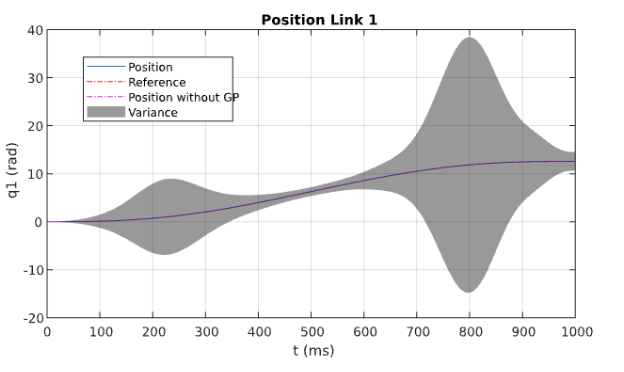 Position Link 1
40
30
20
10
0
-10
-20
q1 (rad)
Position
Reference
Position without GP
Variance
0 100 200 300 400 500 600 700 800 900 1000
t (ms)